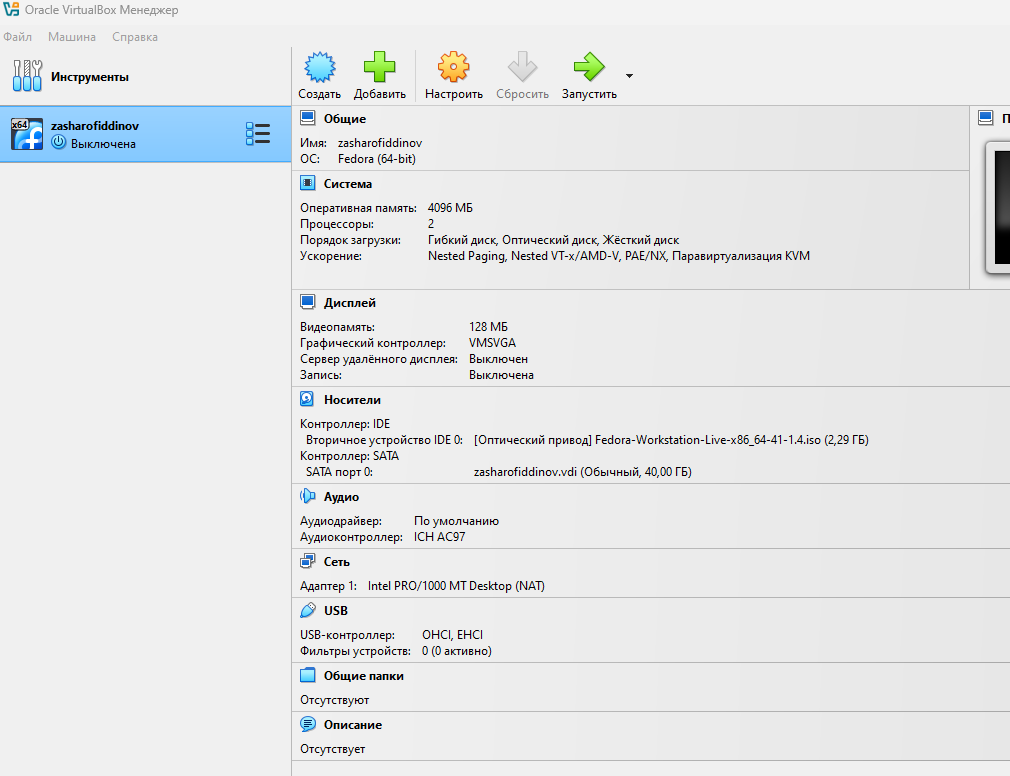 Oracle VirtualBox Менеджер
Файл Машина Справка
Инструменты
Создать Добавить Настроить Сбросить Запустить
x64
zasharofiddinov
Выключена
Общие
Имя: zasharofiddinov
ОС: Fedora (64-bit)
Система
Оперативная память: 4096 МБ
Процессоры: 2
Порядок загрузки: Гибкий диск, Оптический диск, Жёсткий диск
Ускорение: Nested Paging, Nested VT-x/AMD-V, PAE/NX, Паравиртуализация KVM
Дисплей
Видеопамять: 128 МБ
Графический контроллер: VMSVGA
Сервер удалённого дисплея: Выключен
Запись: Выключена
Носители
Контроллер: IDE
Вторичное устройство IDE 0: [Оптический привод] Fedora-Workstation-Live-x86_64-41-1.4.iso (2,29 ГБ)
Контроллер: SATA
SATA порт 0: zasharofiddinov.vdi (Обычный, 40,00 ГБ)
Аудио
Аудиодрайвер: По умолчанию
Аудиоконтроллер: ICH AC97
Сеть
Адаптер 1: Intel PRO/1000 MT Desktop (NAT)
USB
USB-контроллер: OHCI, EHCI
Фильтры устройств: 0 (0 активно)
Общие папки
Отсутствуют
Описание
Отсутствует